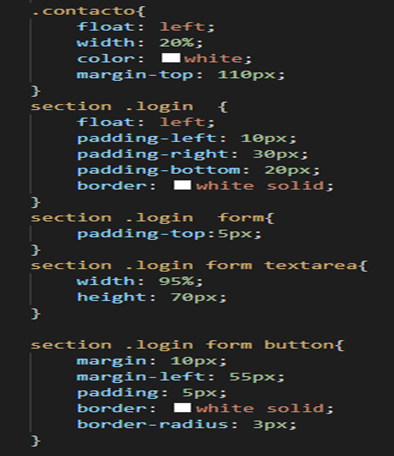 .contacto{
float: left;
width: 20%;
color: white;
margin-top: 110px;
}
section .login {
float: left;
padding-left: 10px;
padding-right: 30px;
padding-bottom: 20px;
border: white solid;
}
section .login form{
padding-top:5px;
}
section .login form textarea{
width: 95%;
height: 70px;
}
section .login form button{
margin: 10px;
margin-left: 55px;
padding: 5px;
border: white solid;
border-radius: 3px;
}